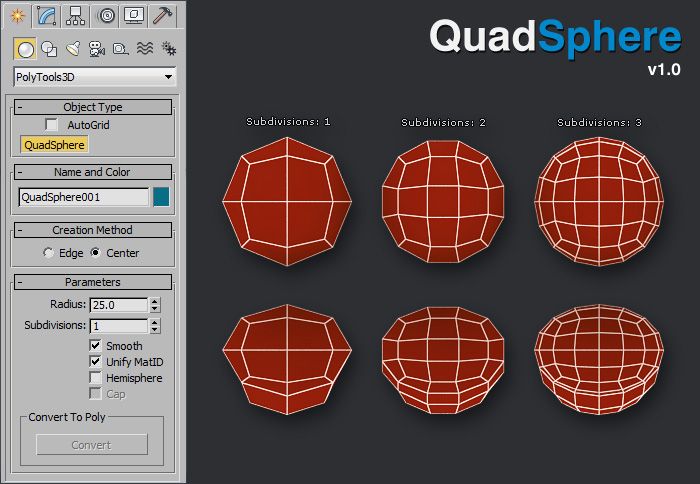 QuadSphere
v1.0
PolyTools3D
Object Type
AutoGrid
QuadSphere
Name and Color
QuadSphere001
Creation Method
Edge Center
Parameters
Radius: 25.0
Subdivisions: 1
Smooth
Unify MatID
Hemisphere
Cap
Convert To Poly
Convert
Subdivisions: 1
Subdivisions: 2
Subdivisions: 3